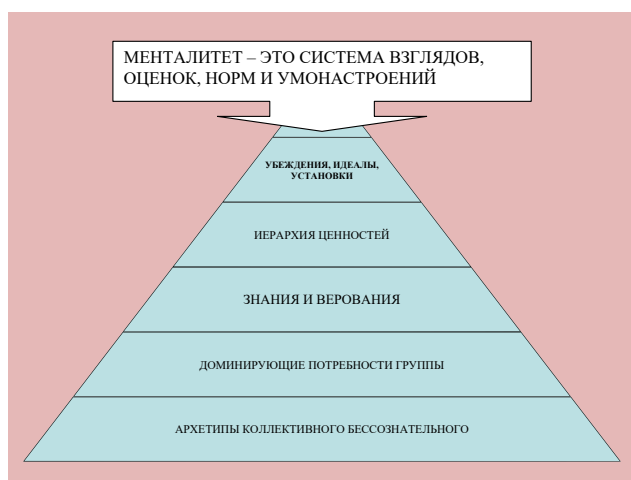 МЕНТАЛИТЕТ – ЭТО СИСТЕМА ВЗГЛЯДОВ,
ОЦЕНОК, НОРМ И УМОНАСТРОЕНИЙ
УБЕЖДЕНИЯ, ИДЕАЛЫ,
УСТАНОВКИ
ИЕРАРХИЯ ЦЕННОСТЕЙ
ЗНАНИЯ И ВЕРОВАНИЯ
ДОМИНИРУЮЩИЕ ПОТРЕБНОСТИ ГРУППЫ
АРХЕТИПЫ КОЛЛЕКТИВНОГО БЕССОЗНАТЕЛЬНОГО